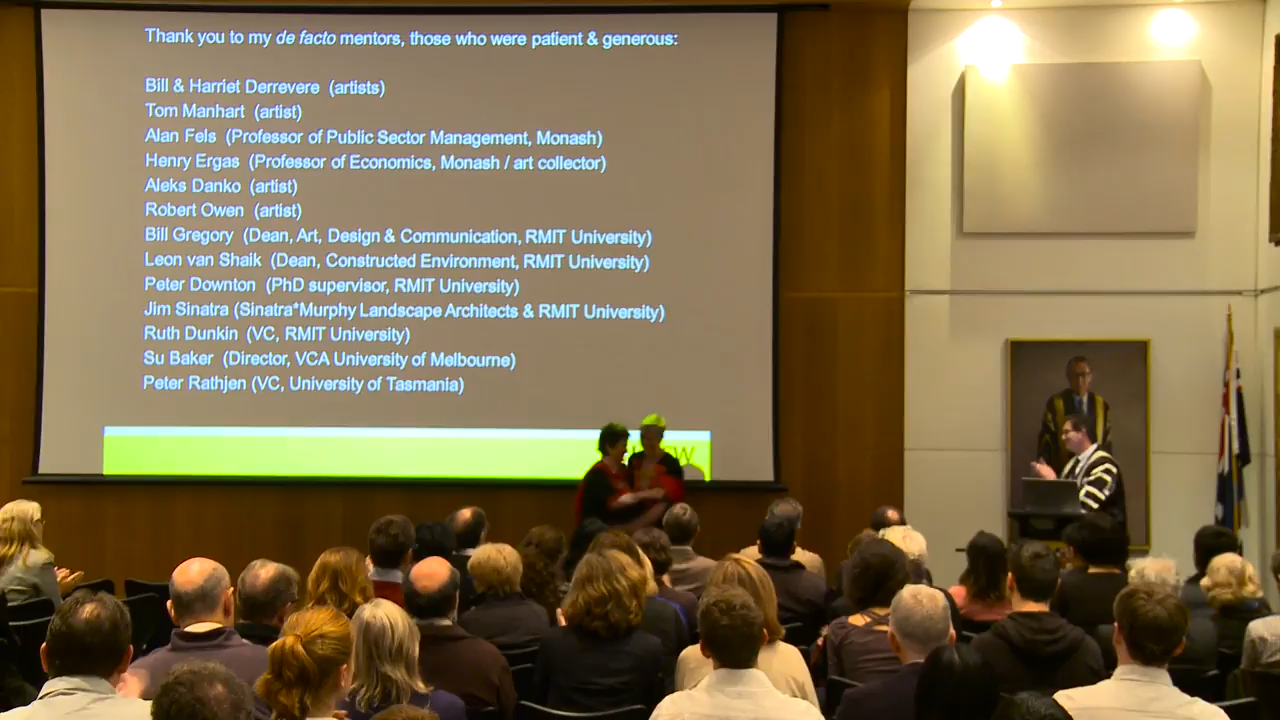 Thank you to my de facto mentors, those who were patient & generous:
Bill & Harriet Derrevere (artists)
Tom Manhart (artist)
Alan Fels (Professor of Public Sector Management, Monash)
Henry Ergas (Professor of Economics, Monash / art collector)
Aleks Danko (artist)
Robert Owen (artist)
Bill Gregory (Dean, Art, Design & Communication, RMIT University)
Leon van Shaik (Dean, Constructed Environment, RMIT University)
Peter Downton (PhD supervisor, RMIT University)
Jim Sinatra (Sinatra*Murphy Landscape Architects & RMIT University)
Ruth Dunkin (VC, RMIT University)
Su Baker (Director, VCA University of Melbourne)
Peter Rathjen (VC, University of Tasmania)